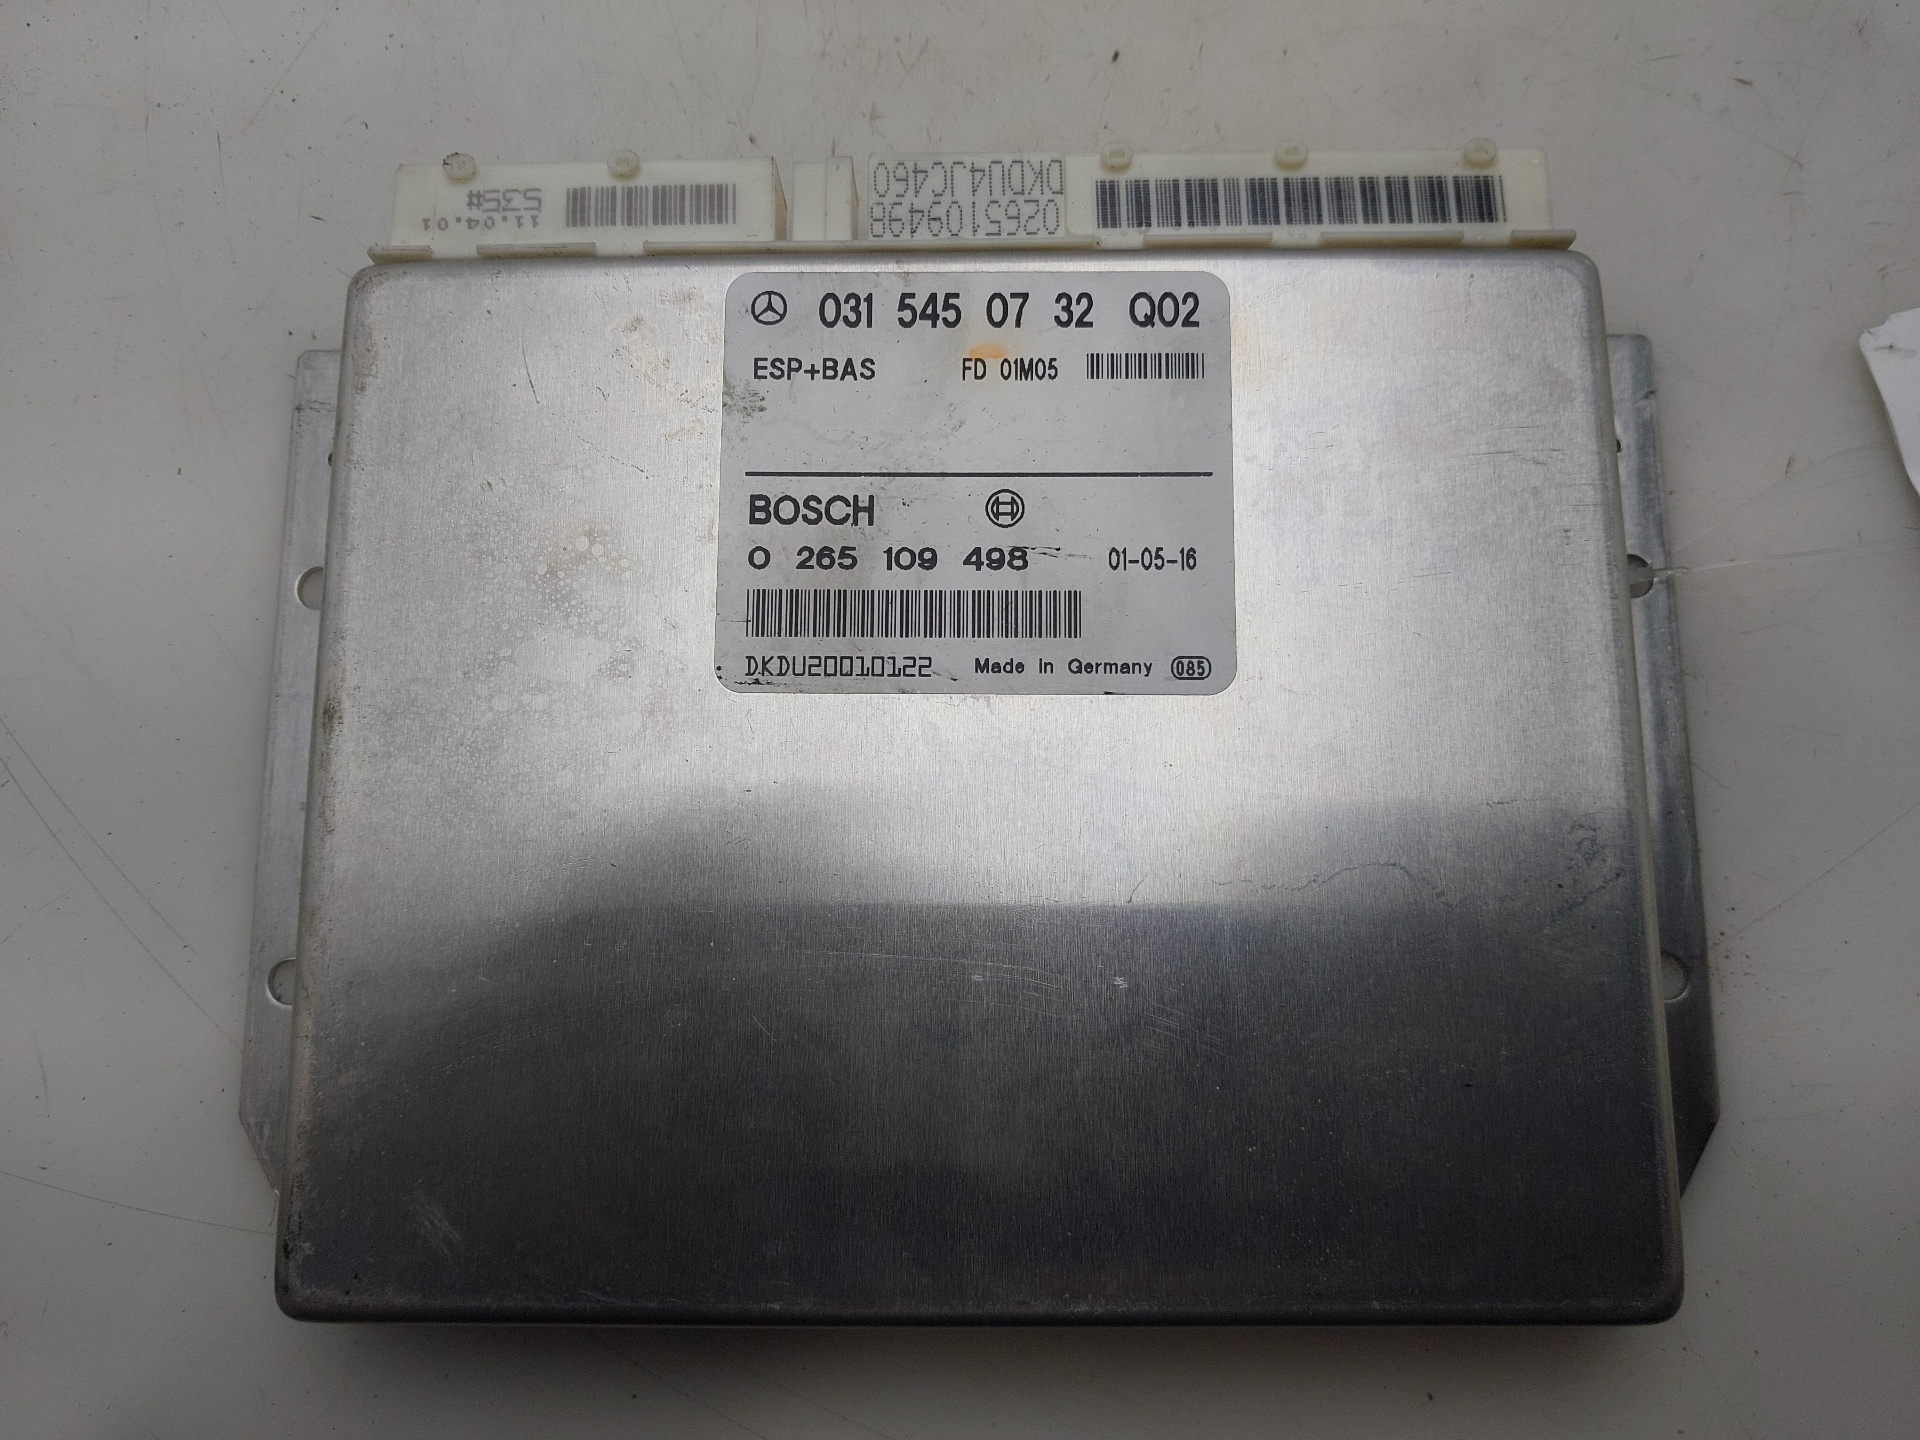 535#
11.04.01
DKDU4JC460
0265109498
031 545 07 32 Q02
ESP+BAS FD 01M05
BOSCH
0 265 109 498 01-05-16
DKDU20010122 Made in Germany 085